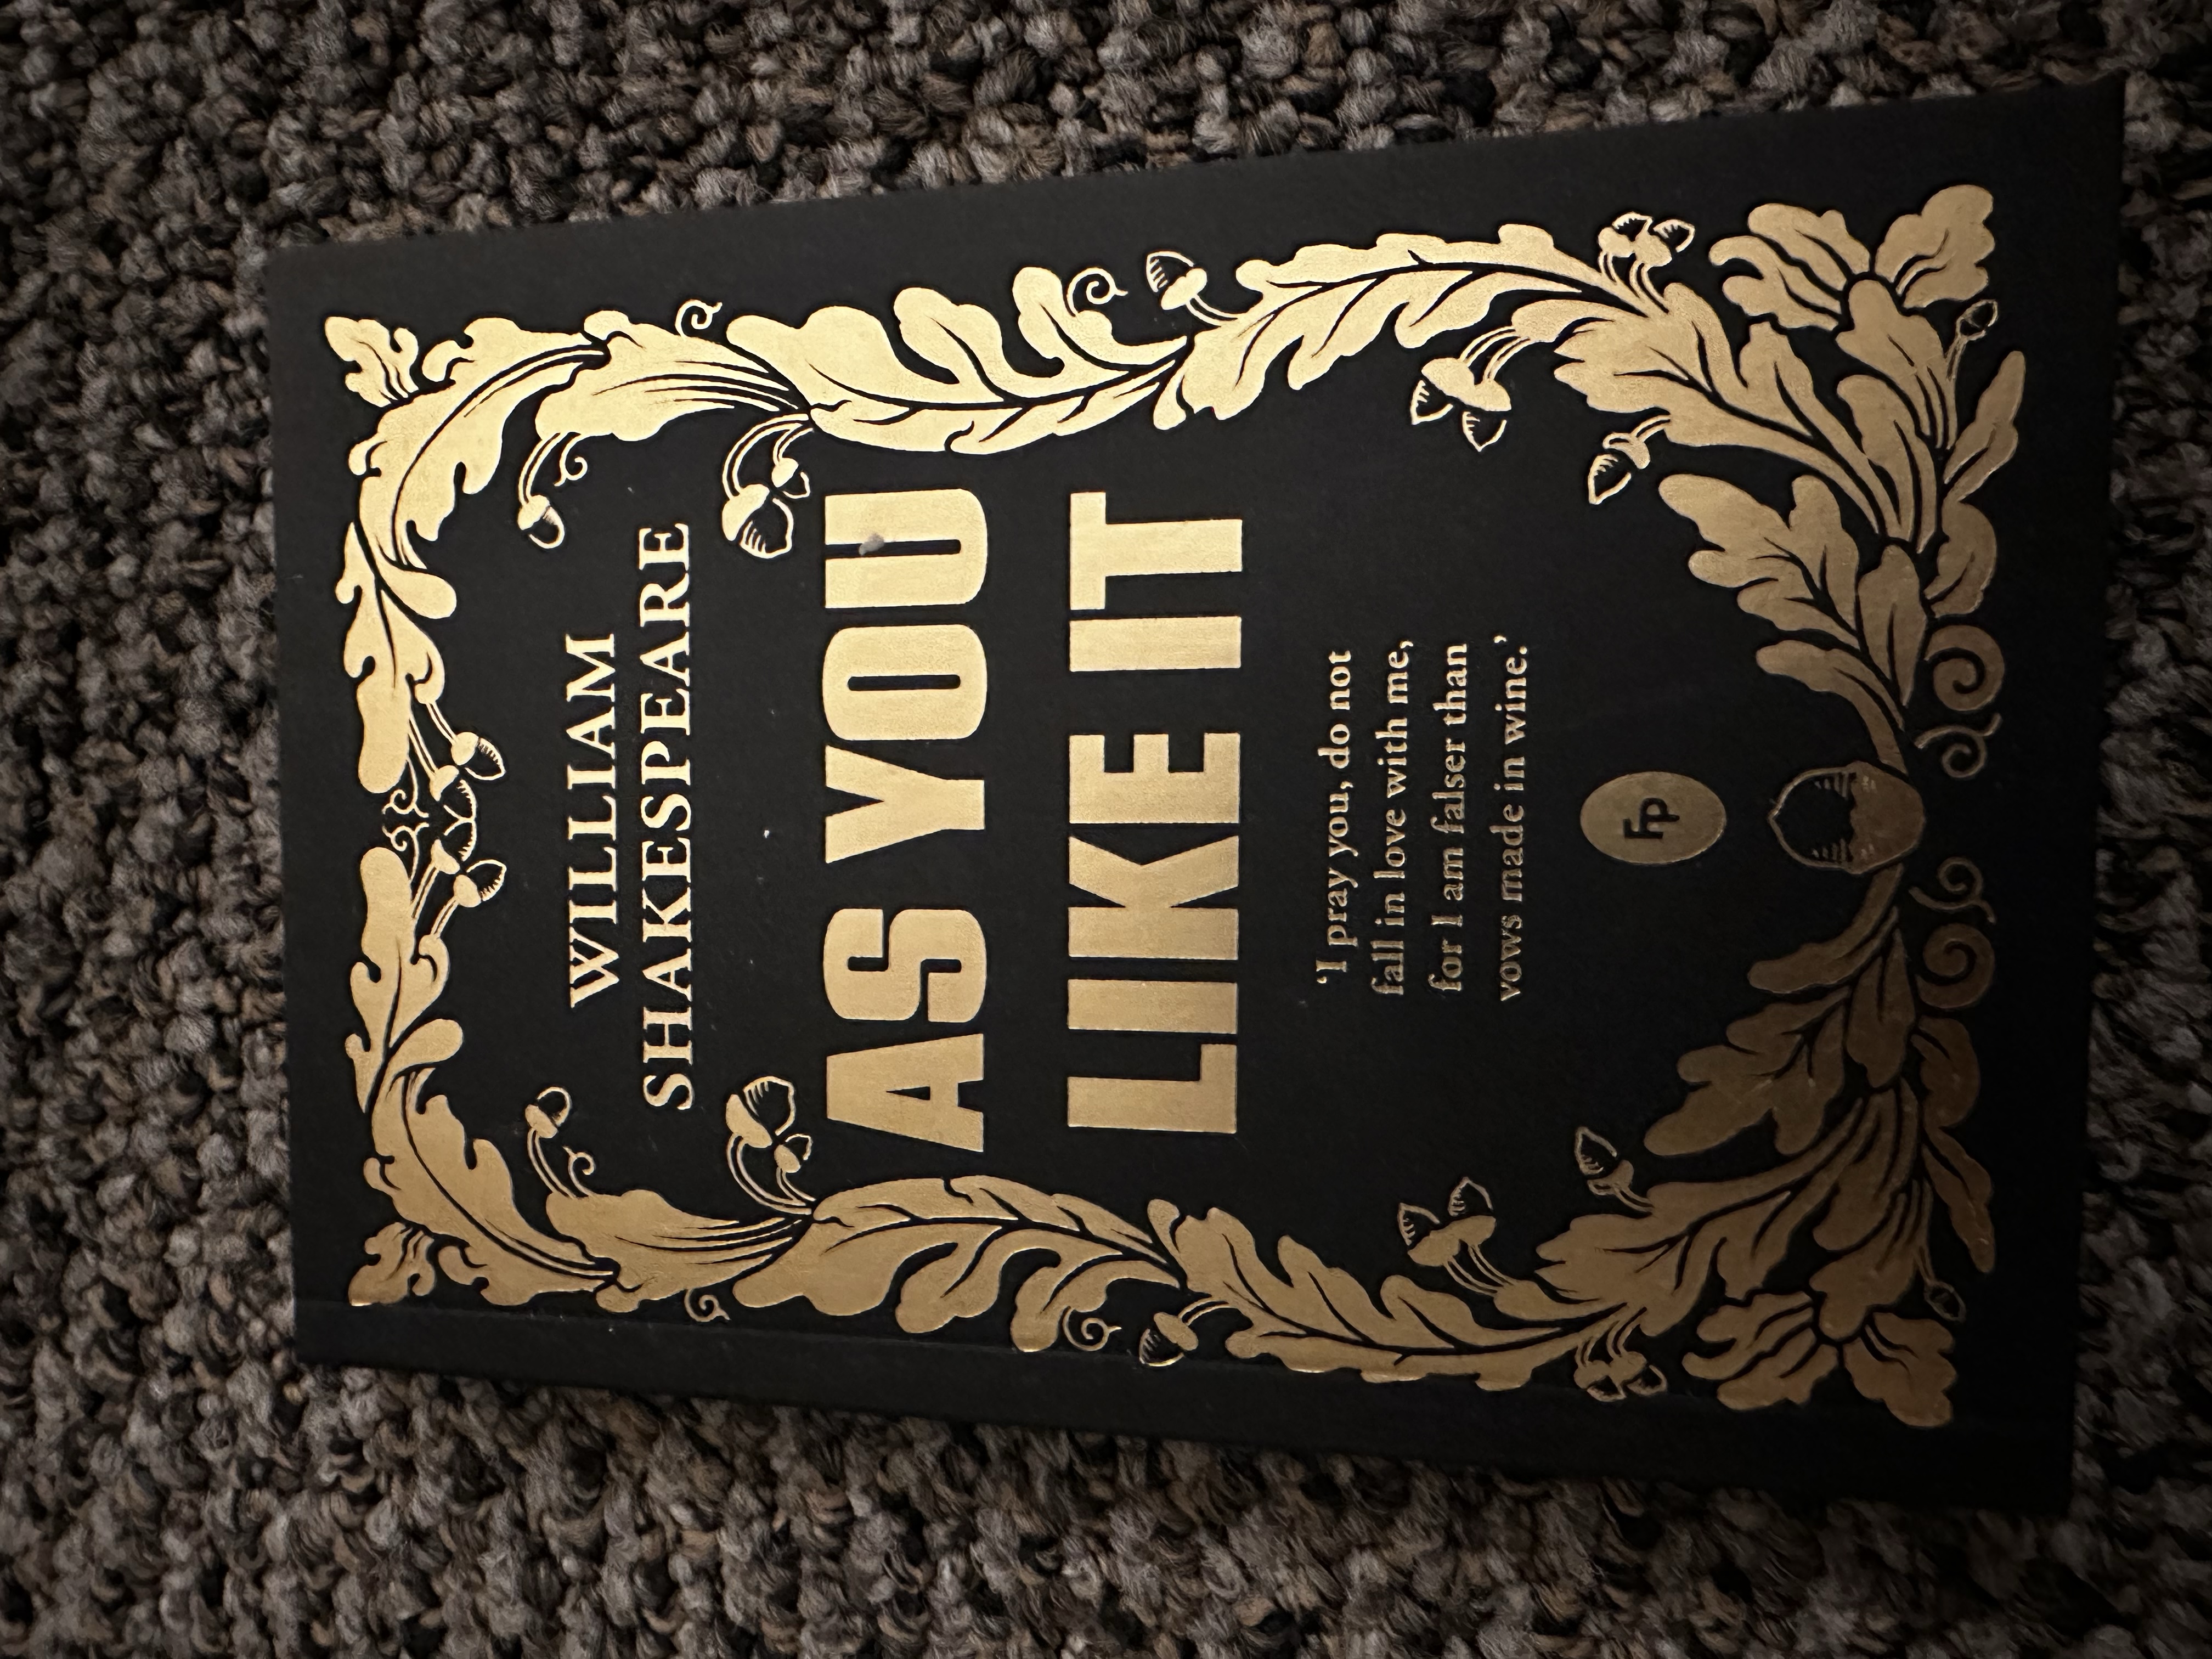 WILLIAM
SHAKESPEARE
AS YOU
LIKE IT
‘I pray you, do not
fall in love with me,
for I am falser than
vows made in wine.’
FP